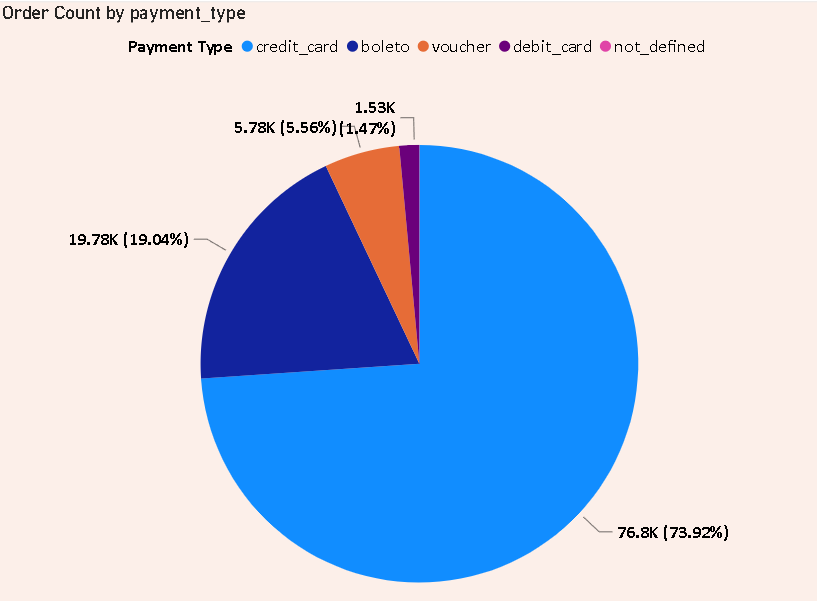 Order Count by payment_type
Payment Type credit_card boleto voucher debit_card not_defined
1.53K
(1.47%)
5.78K (5.56%)
19.78K (19.04%)
76.8K (73.92%)